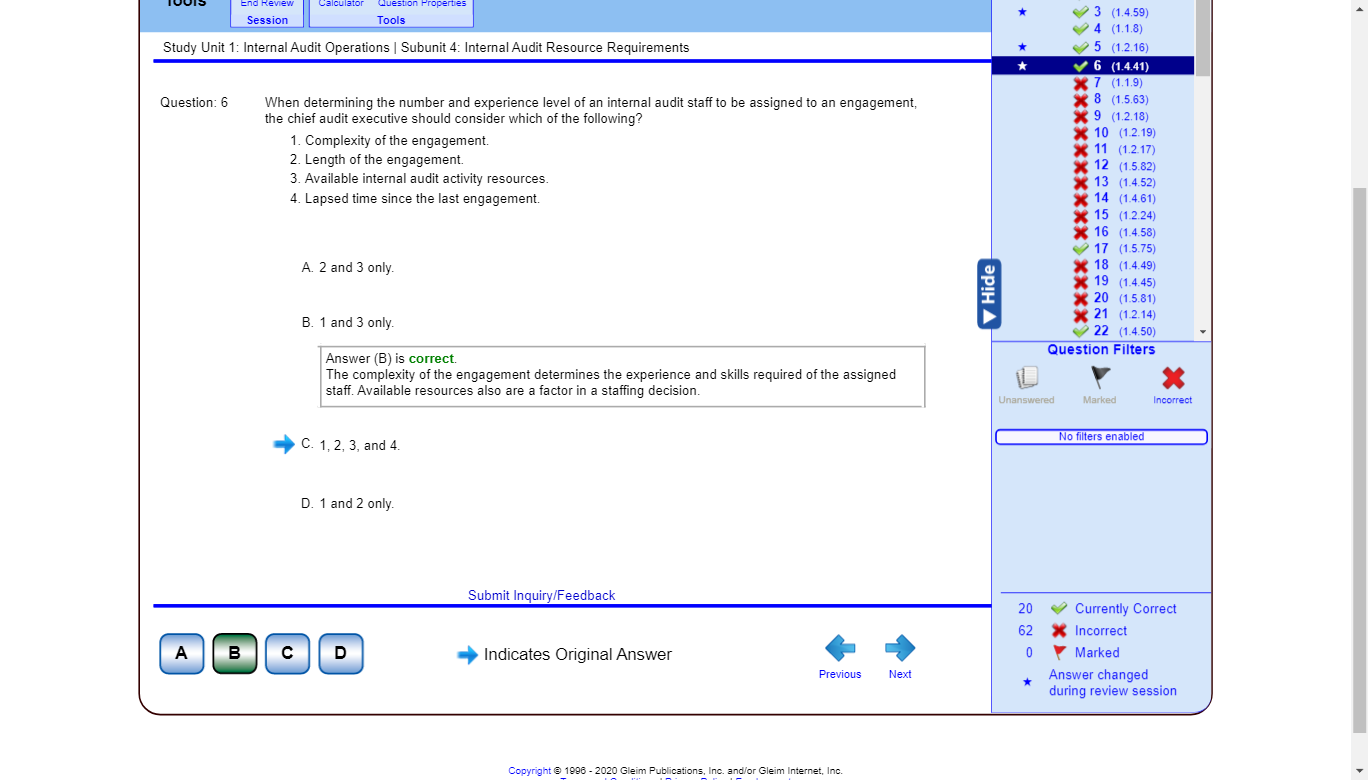 Tools
End Review
Session
Calculator Question Properties
Tools
Study Unit 1: Internal Audit Operations | Subunit 4: Internal Audit Resource Requirements
Question: 6
When determining the number and experience level of an internal audit staff to be assigned to an engagement,
the chief audit executive should consider which of the following?
1. Complexity of the engagement.
2. Length of the engagement.
3. Available internal audit activity resources.
4. Lapsed time since the last engagement.
A. 2 and 3 only.
B. 1 and 3 only.
Answer (B) is correct.
The complexity of the engagement determines the experience and skills required of the assigned
staff. Available resources also are a factor in a staffing decision.
C. 1, 2, 3, and 4.
D. 1 and 2 only.
Submit Inquiry/Feedback
A B C D
Indicates Original Answer
Previous Next
Hide
3 (1.4.59)
4 (1.1.8)
5 (1.2.16)
6 (1.4.41)
7 (1.1.9)
8 (1.5.63)
9 (1.2.18)
10 (1.2.19)
11 (1.2.17)
12 (1.5.82)
13 (1.4.52)
14 (1.4.61)
15 (1.2.24)
16 (1.4.58)
17 (1.5.75)
18 (1.4.49)
19 (1.4.45)
20 (1.5.81)
21 (1.2.14)
22 (1.4.50)
Question Filters
Unanswered Marked Incorrect
No filters enabled
20 Currently Correct
62 Incorrect
0 Marked
Answer changed
during review session
Copyright © 1996 - 2020 Gleim Publications, Inc. and/or Gleim Internet, Inc.